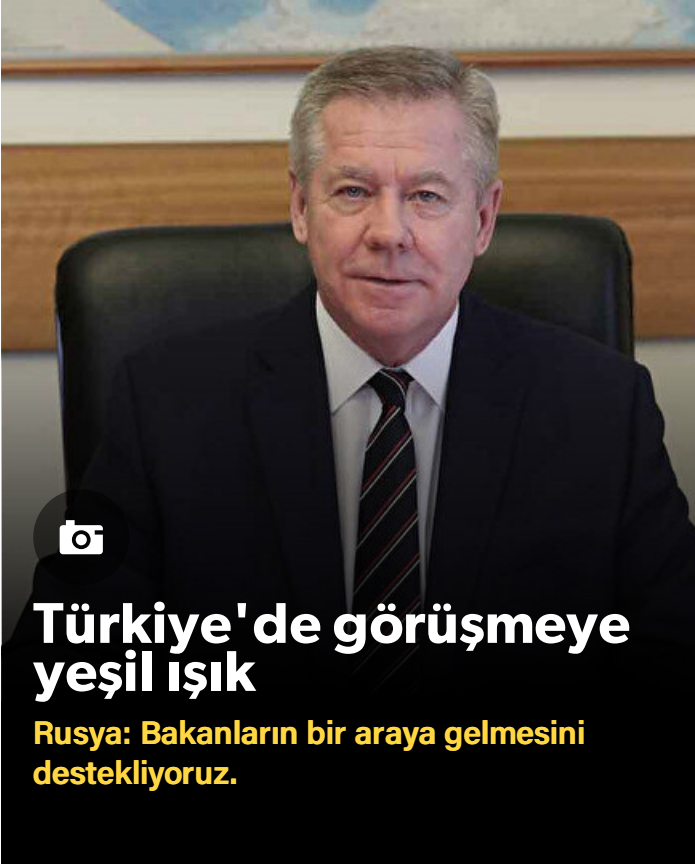 Türkiye'de görüşmeye
yeşil ışık
Rusya: Bakanların bir araya gelmesini
destekliyoruz.